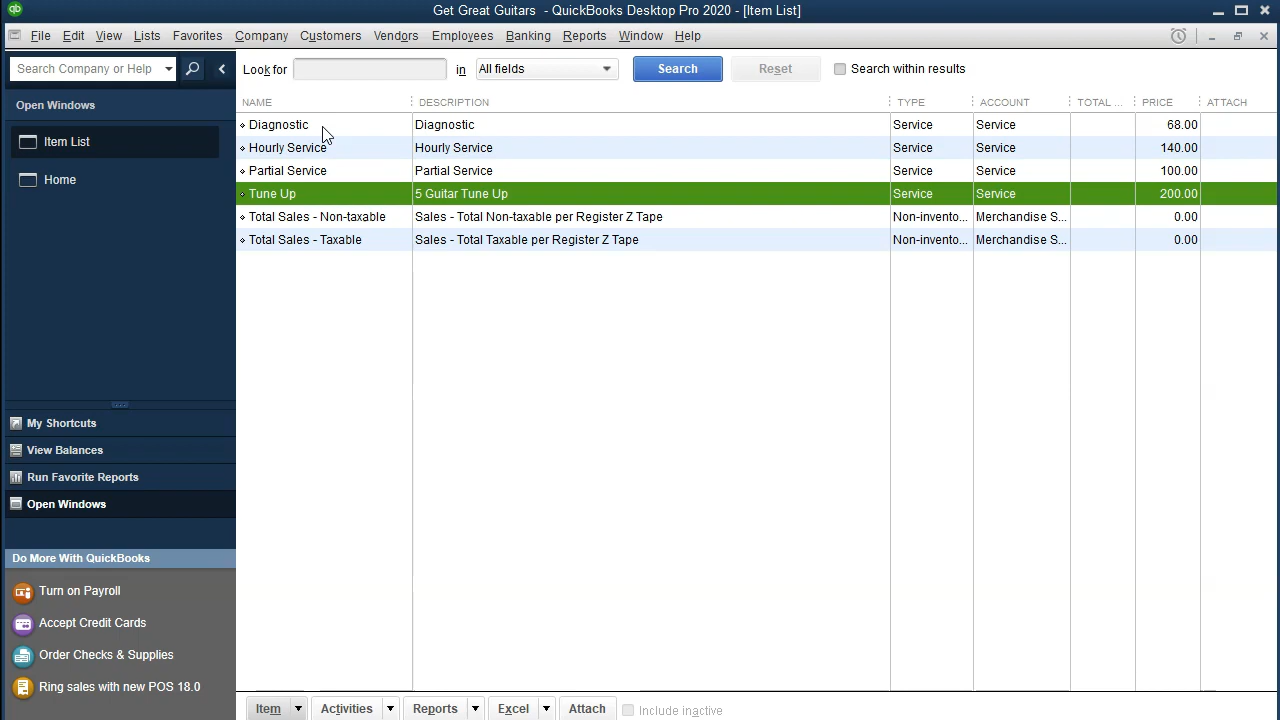 qb Get Great Guitars - QuickBooks Desktop Pro 2020 - [Item List]
File Edit View Lists Favorites Company Customers Vendors Employees Banking Reports Window Help
Search Company or Help
Look for in All fields Search Reset Search within results
Open Windows
Item List
Home
My Shortcuts
View Balances
Run Favorite Reports
Open Windows
Do More With QuickBooks
Turn on Payroll
Accept Credit Cards
Order Checks & Supplies
Ring sales with new POS 18.0
NAME DESCRIPTION TYPE ACCOUNT TOTAL ... PRICE ATTACH
Diagnostic Diagnostic Service Service 68.00
Hourly Service Hourly Service Service Service 140.00
Partial Service Partial Service Service Service 100.00
Tune Up 5 Guitar Tune Up Service Service 200.00
Total Sales - Non-taxable Sales - Total Non-taxable per Register Z Tape Non-invento... Merchandise S... 0.00
Total Sales - Taxable Sales - Total Taxable per Register Z Tape Non-invento... Merchandise S... 0.00
Item Activities Reports Excel Attach Include inactive